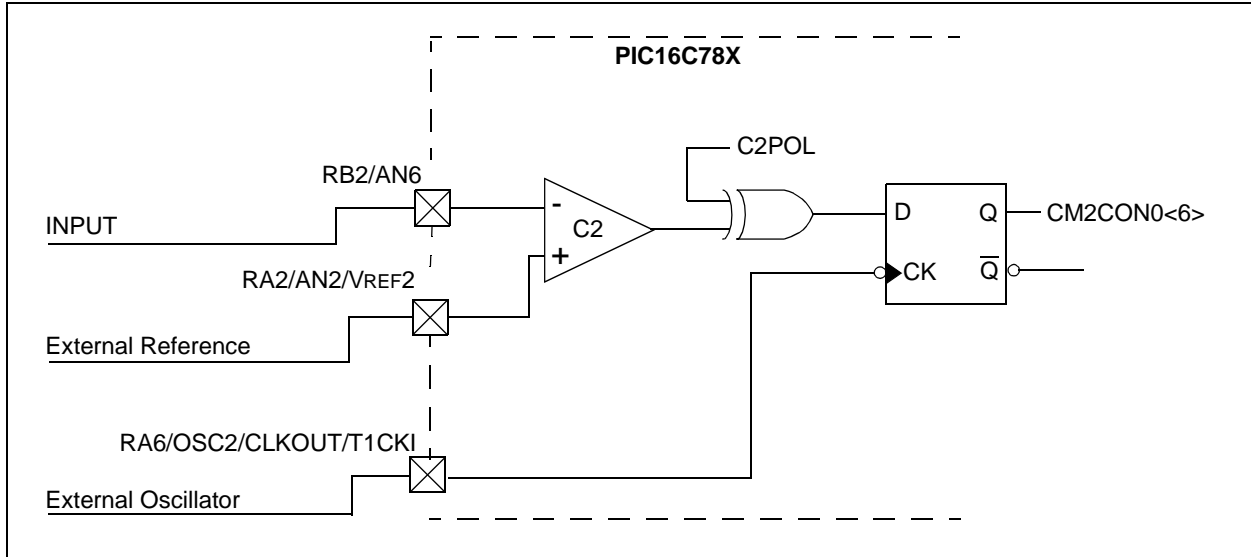 PIC16C78X
C2POL
RB2/AN6
INPUT
-
C2
+
D
Q
CM2CON0<6>
CK
Q̅
RA2/AN2/VREF2
External Reference
RA6/OSC2/CLKOUT/T1CKI
External Oscillator